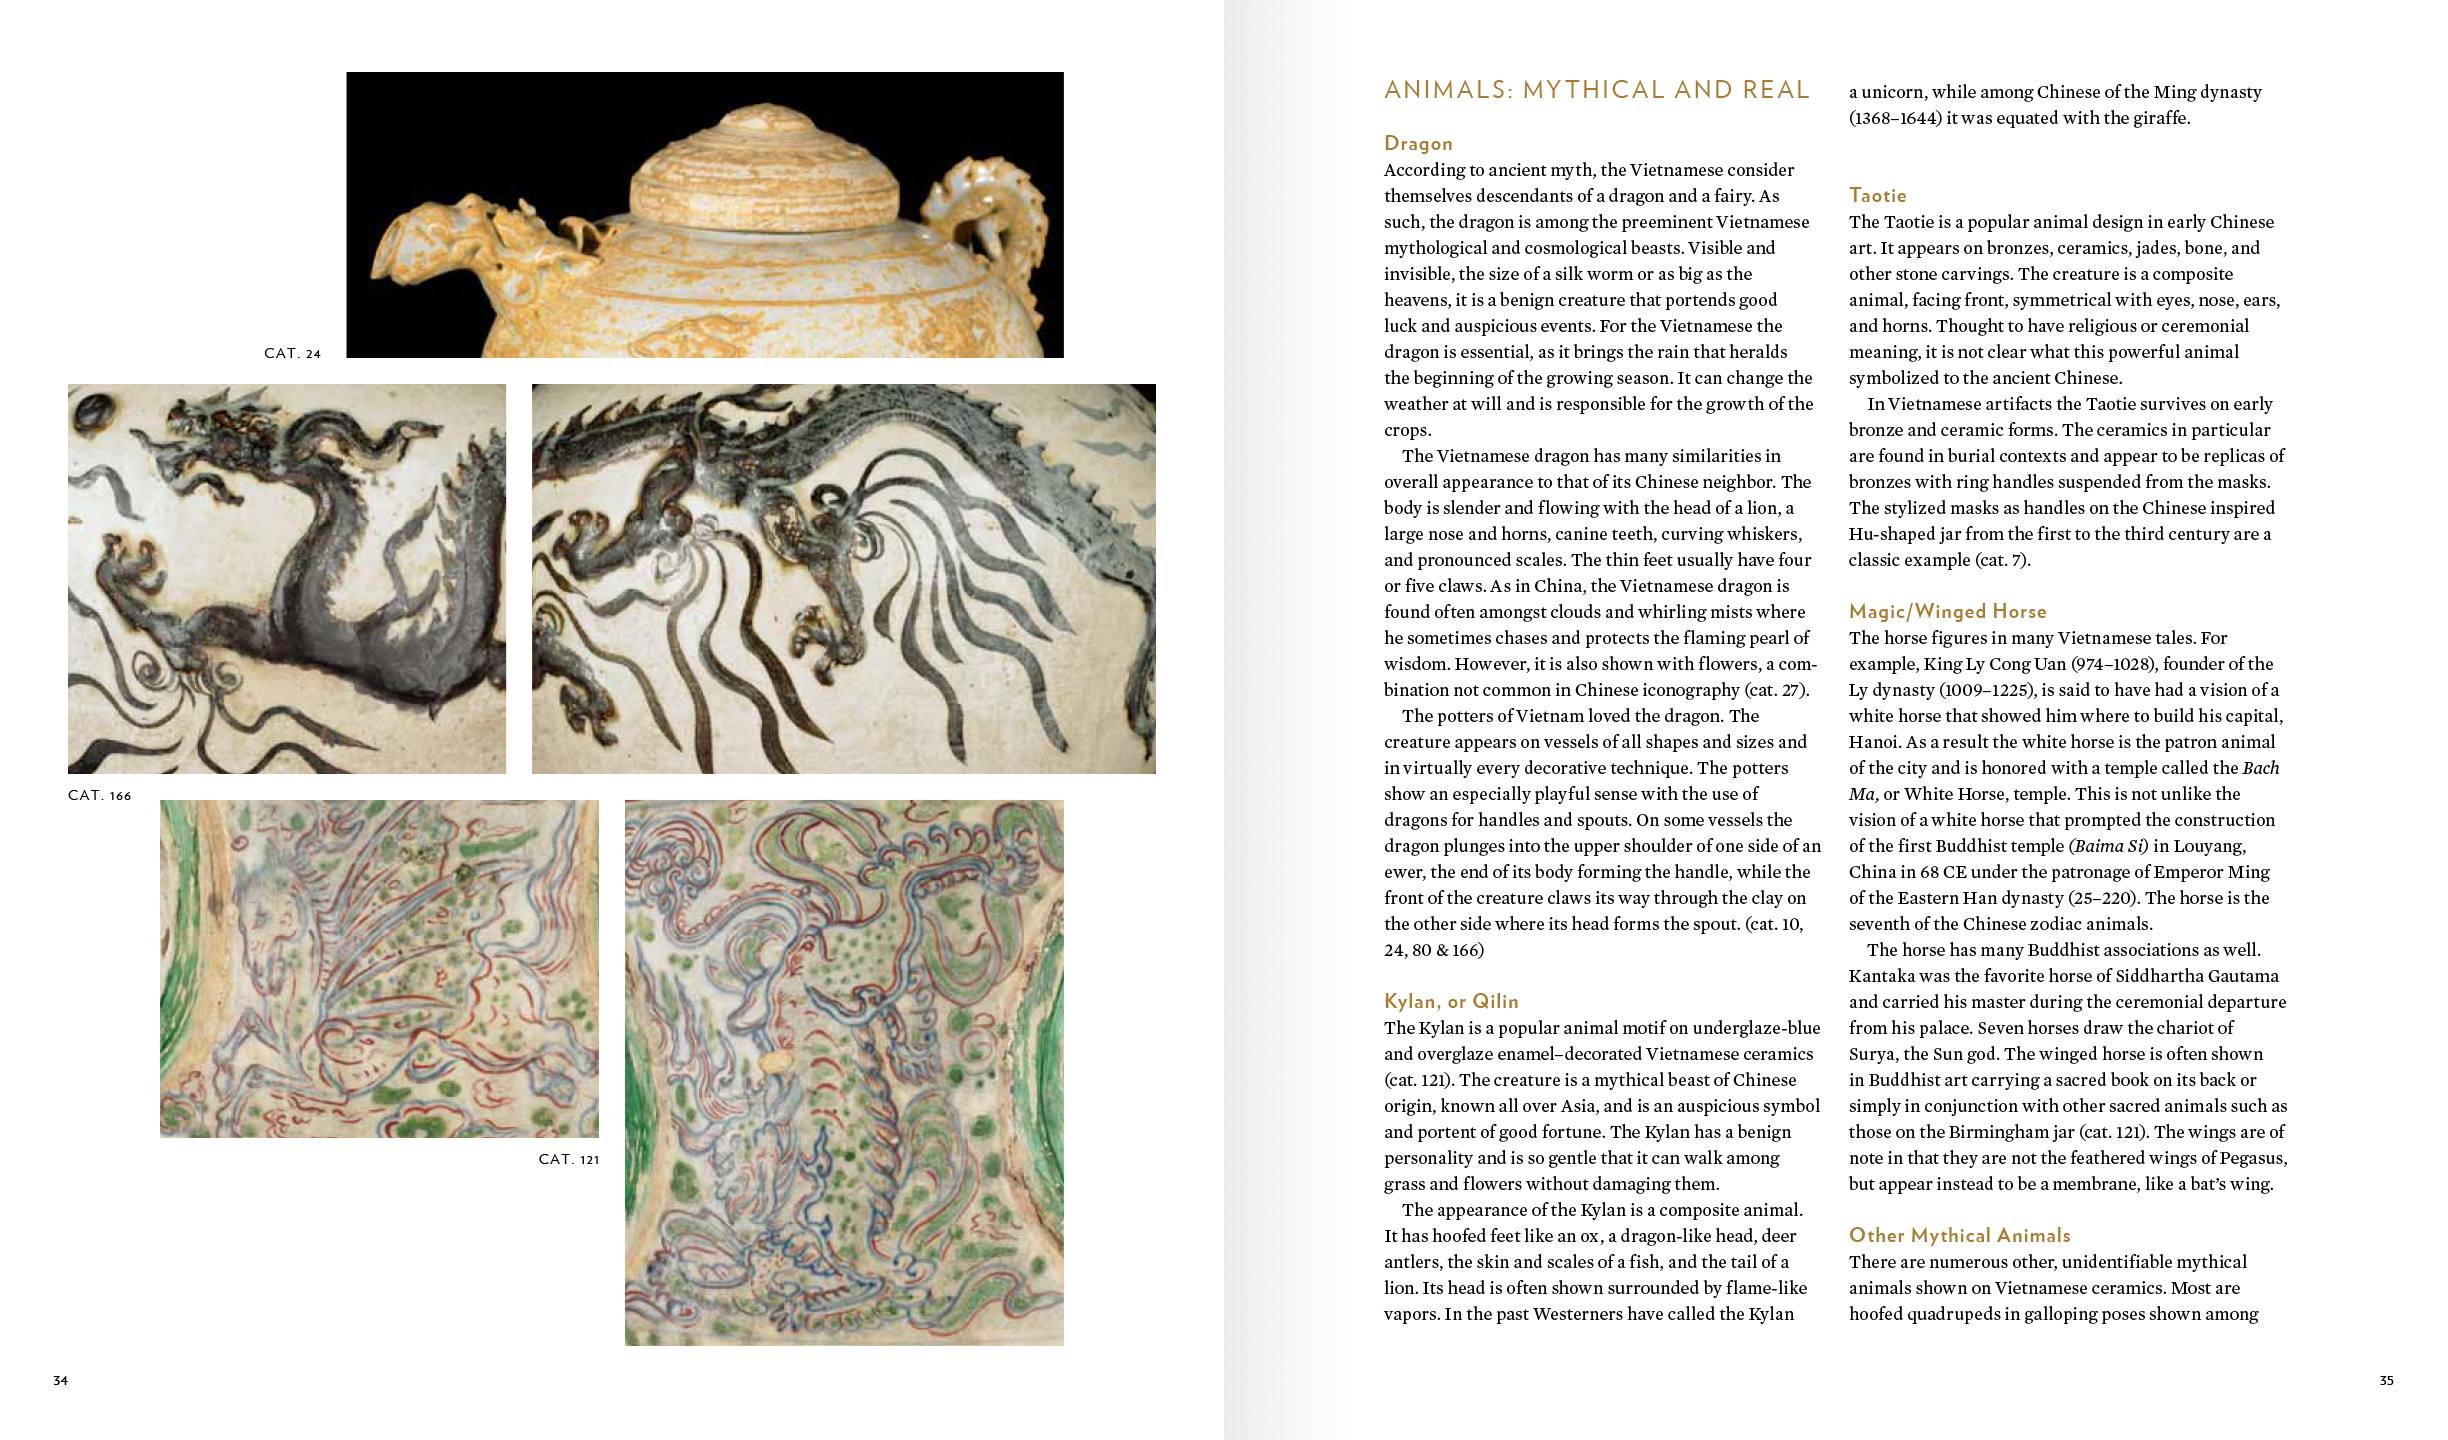 CAT. 24
CAT. 166
CAT. 121
34
ANIMALS: MYTHICAL AND REAL
Dragon
According to ancient myth, the Vietnamese consider
themselves descendants of a dragon and a fairy. As
such, the dragon is among the preeminent Vietnamese
mythological and cosmological beasts. Visible and
invisible, the size of a silk worm or as big as the
heavens, it is a benign creature that portends good
luck and auspicious events. For the Vietnamese the
dragon is essential, as it brings the rain that heralds
the beginning of the growing season. It can change the
weather at will and is responsible for the growth of the
crops.
The Vietnamese dragon has many similarities in
overall appearance to that of its Chinese neighbor. The
body is slender and flowing with the head of a lion, a
large nose and horns, canine teeth, curving whiskers,
and pronounced scales. The thin feet usually have four
or five claws. As in China, the Vietnamese dragon is
found often amongst clouds and whirling mists where
he sometimes chases and protects the flaming pearl of
wisdom. However, it is also shown with flowers, a com-
bination not common in Chinese iconography (cat. 27).
The potters of Vietnam loved the dragon. The
creature appears on vessels of all shapes and sizes and
in virtually every decorative technique. The potters
show an especially playful sense with the use of
dragons for handles and spouts. On some vessels the
dragon plunges into the upper shoulder of one side of an
ewer, the end of its body forming the handle, while the
front of the creature claws its way through the clay on
the other side where its head forms the spout. (cat. 10,
24, 80 & 166)
Kylan, or Qilin
The Kylan is a popular animal motif on underglaze-blue
and overglaze enamel–decorated Vietnamese ceramics
(cat. 121). The creature is a mythical beast of Chinese
origin, known all over Asia, and is an auspicious symbol
and portent of good fortune. The Kylan has a benign
personality and is so gentle that it can walk among
grass and flowers without damaging them.
The appearance of the Kylan is a composite animal.
It has hoofed feet like an ox, a dragon-like head, deer
antlers, the skin and scales of a fish, and the tail of a
lion. Its head is often shown surrounded by flame-like
vapors. In the past Westerners have called the Kylan
a unicorn, while among Chinese of the Ming dynasty
(1368–1644) it was equated with the giraffe.
Taotie
The Taotie is a popular animal design in early Chinese
art. It appears on bronzes, ceramics, jades, bone, and
other stone carvings. The creature is a composite
animal, facing front, symmetrical with eyes, nose, ears,
and horns. Thought to have religious or ceremonial
meaning, it is not clear what this powerful animal
symbolized to the ancient Chinese.
In Vietnamese artifacts the Taotie survives on early
bronze and ceramic forms. The ceramics in particular
are found in burial contexts and appear to be replicas of
bronzes with ring handles suspended from the masks.
The stylized masks as handles on the Chinese inspired
Hu-shaped jar from the first to the third century are a
classic example (cat. 7).
Magic/Winged Horse
The horse figures in many Vietnamese tales. For
example, King Ly Cong Uan (974–1028), founder of the
Ly dynasty (1009–1225), is said to have had a vision of a
white horse that showed him where to build his capital,
Hanoi. As a result the white horse is the patron animal
of the city and is honored with a temple called the Bach
Ma, or White Horse, temple. This is not unlike the
vision of a white horse that prompted the construction
of the first Buddhist temple (Baima Si) in Louyang,
China in 68 CE under the patronage of Emperor Ming
of the Eastern Han dynasty (25–220). The horse is the
seventh of the Chinese zodiac animals.
The horse has many Buddhist associations as well.
Kantaka was the favorite horse of Siddhartha Gautama
and carried his master during the ceremonial departure
from his palace. Seven horses draw the chariot of
Surya, the Sun god. The winged horse is often shown
in Buddhist art carrying a sacred book on its back or
simply in conjunction with other sacred animals such as
those on the Birmingham jar (cat. 121). The wings are of
note in that they are not the feathered wings of Pegasus,
but appear instead to be a membrane, like a bat’s wing.
Other Mythical Animals
There are numerous other, unidentifiable mythical
animals shown on Vietnamese ceramics. Most are
hoofed quadrupeds in galloping poses shown among
35